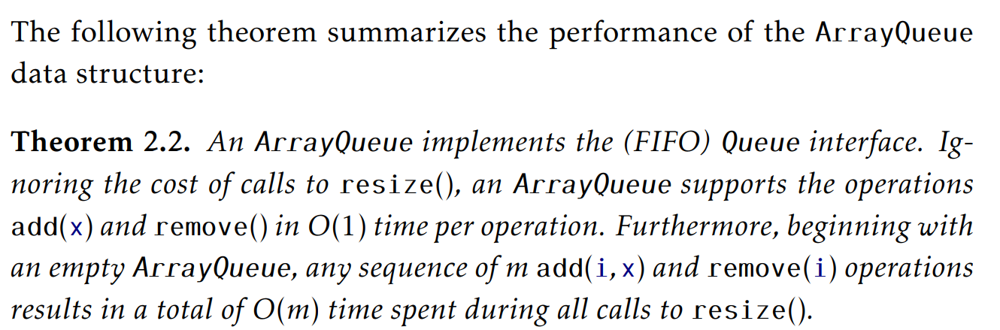 The following theorem summarizes the performance of the ArrayQueue
data structure:
Theorem 2.2. An ArrayQueue implements the (FIFO) Queue interface. Ig-
noring the cost of calls to resize(), an ArrayQueue supports the operations
add(x) and remove() in O(1) time per operation. Furthermore, beginning with
an empty ArrayQueue, any sequence of m add(i,x) and remove(i) operations
results in a total of O(m) time spent during all calls to resize().